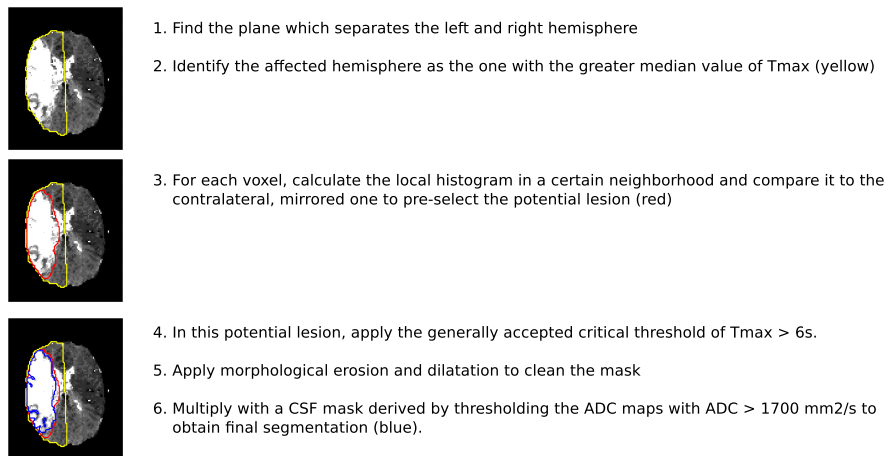 1. Find the plane which separates the left and right hemisphere
2. Identify the affected hemisphere as the one with the greater median value of Tmax (yellow)
3. For each voxel, calculate the local histogram in a certain neighborhood and compare it to the
contralateral, mirrored one to pre-select the potential lesion (red)
4. In this potential lesion, apply the generally accepted critical threshold of Tmax > 6s.
5. Apply morphological erosion and dilatation to clean the mask
6. Multiply with a CSF mask derived by thresholding the ADC maps with ADC > 1700 mm2/s to
obtain final segmentation (blue).